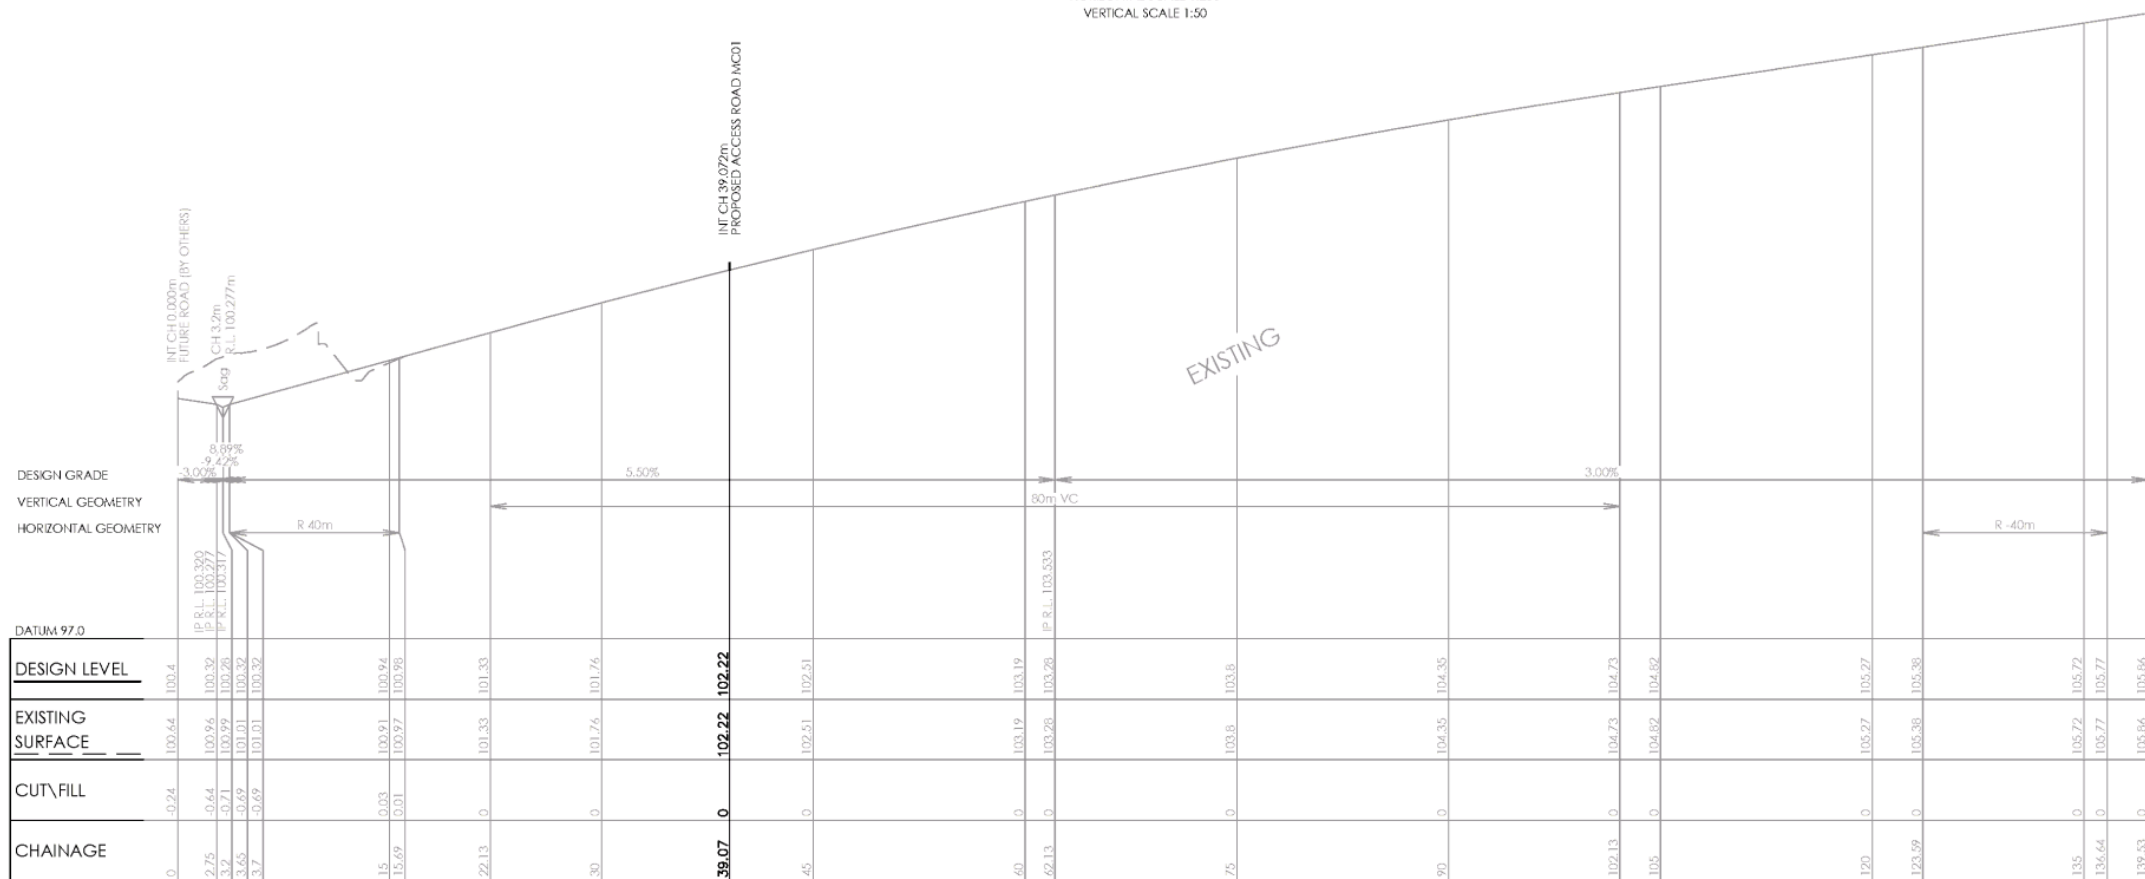 VERTICAL SCALE 1:50
INT CH 39.072m
PROPOSED ACCESS ROAD MC01
INT CH 0.000m
FUTURE ROAD (BY OTHERS)
CH 3.2m
R.L. 100.277m
Sag
EXISTING
8.89%
-9.42%
DESIGN GRADE -3.00% 5.50% 3.00%
VERTICAL GEOMETRY 80m VC
HORIZONTAL GEOMETRY R 40m R -40m
IP R.L. 100.320
IP R.L. 100.277
IP R.L. 100.317
IP R.L. 103.533
DATUM 97.0
DESIGN LEVEL 100.4 100.32 100.28 100.32 100.32 100.94 100.98 101.33 101.76 102.22 102.51 103.19 103.28 103.8 104.35 104.73 104.82 105.27 105.38 105.72 105.77 105.86
EXISTING
SURFACE 100.64 100.96 100.99 101.01 101.01 100.91 100.97 101.33 101.76 102.22 102.51 103.19 103.28 103.8 104.35 104.73 104.82 105.27 105.38 105.72 105.77 105.86
CUT\FILL -0.24 -0.64 -0.71 -0.69 -0.69 0.03 0.01 0 0 0 0 0 0 0 0 0 0 0 0 0 0 0
CHAINAGE 0 2.75 3.2 3.65 3.7 15 15.69 22.13 30 39.07 45 60 62.13 75 90 102.13 105 120 123.59 135 136.64 139.53